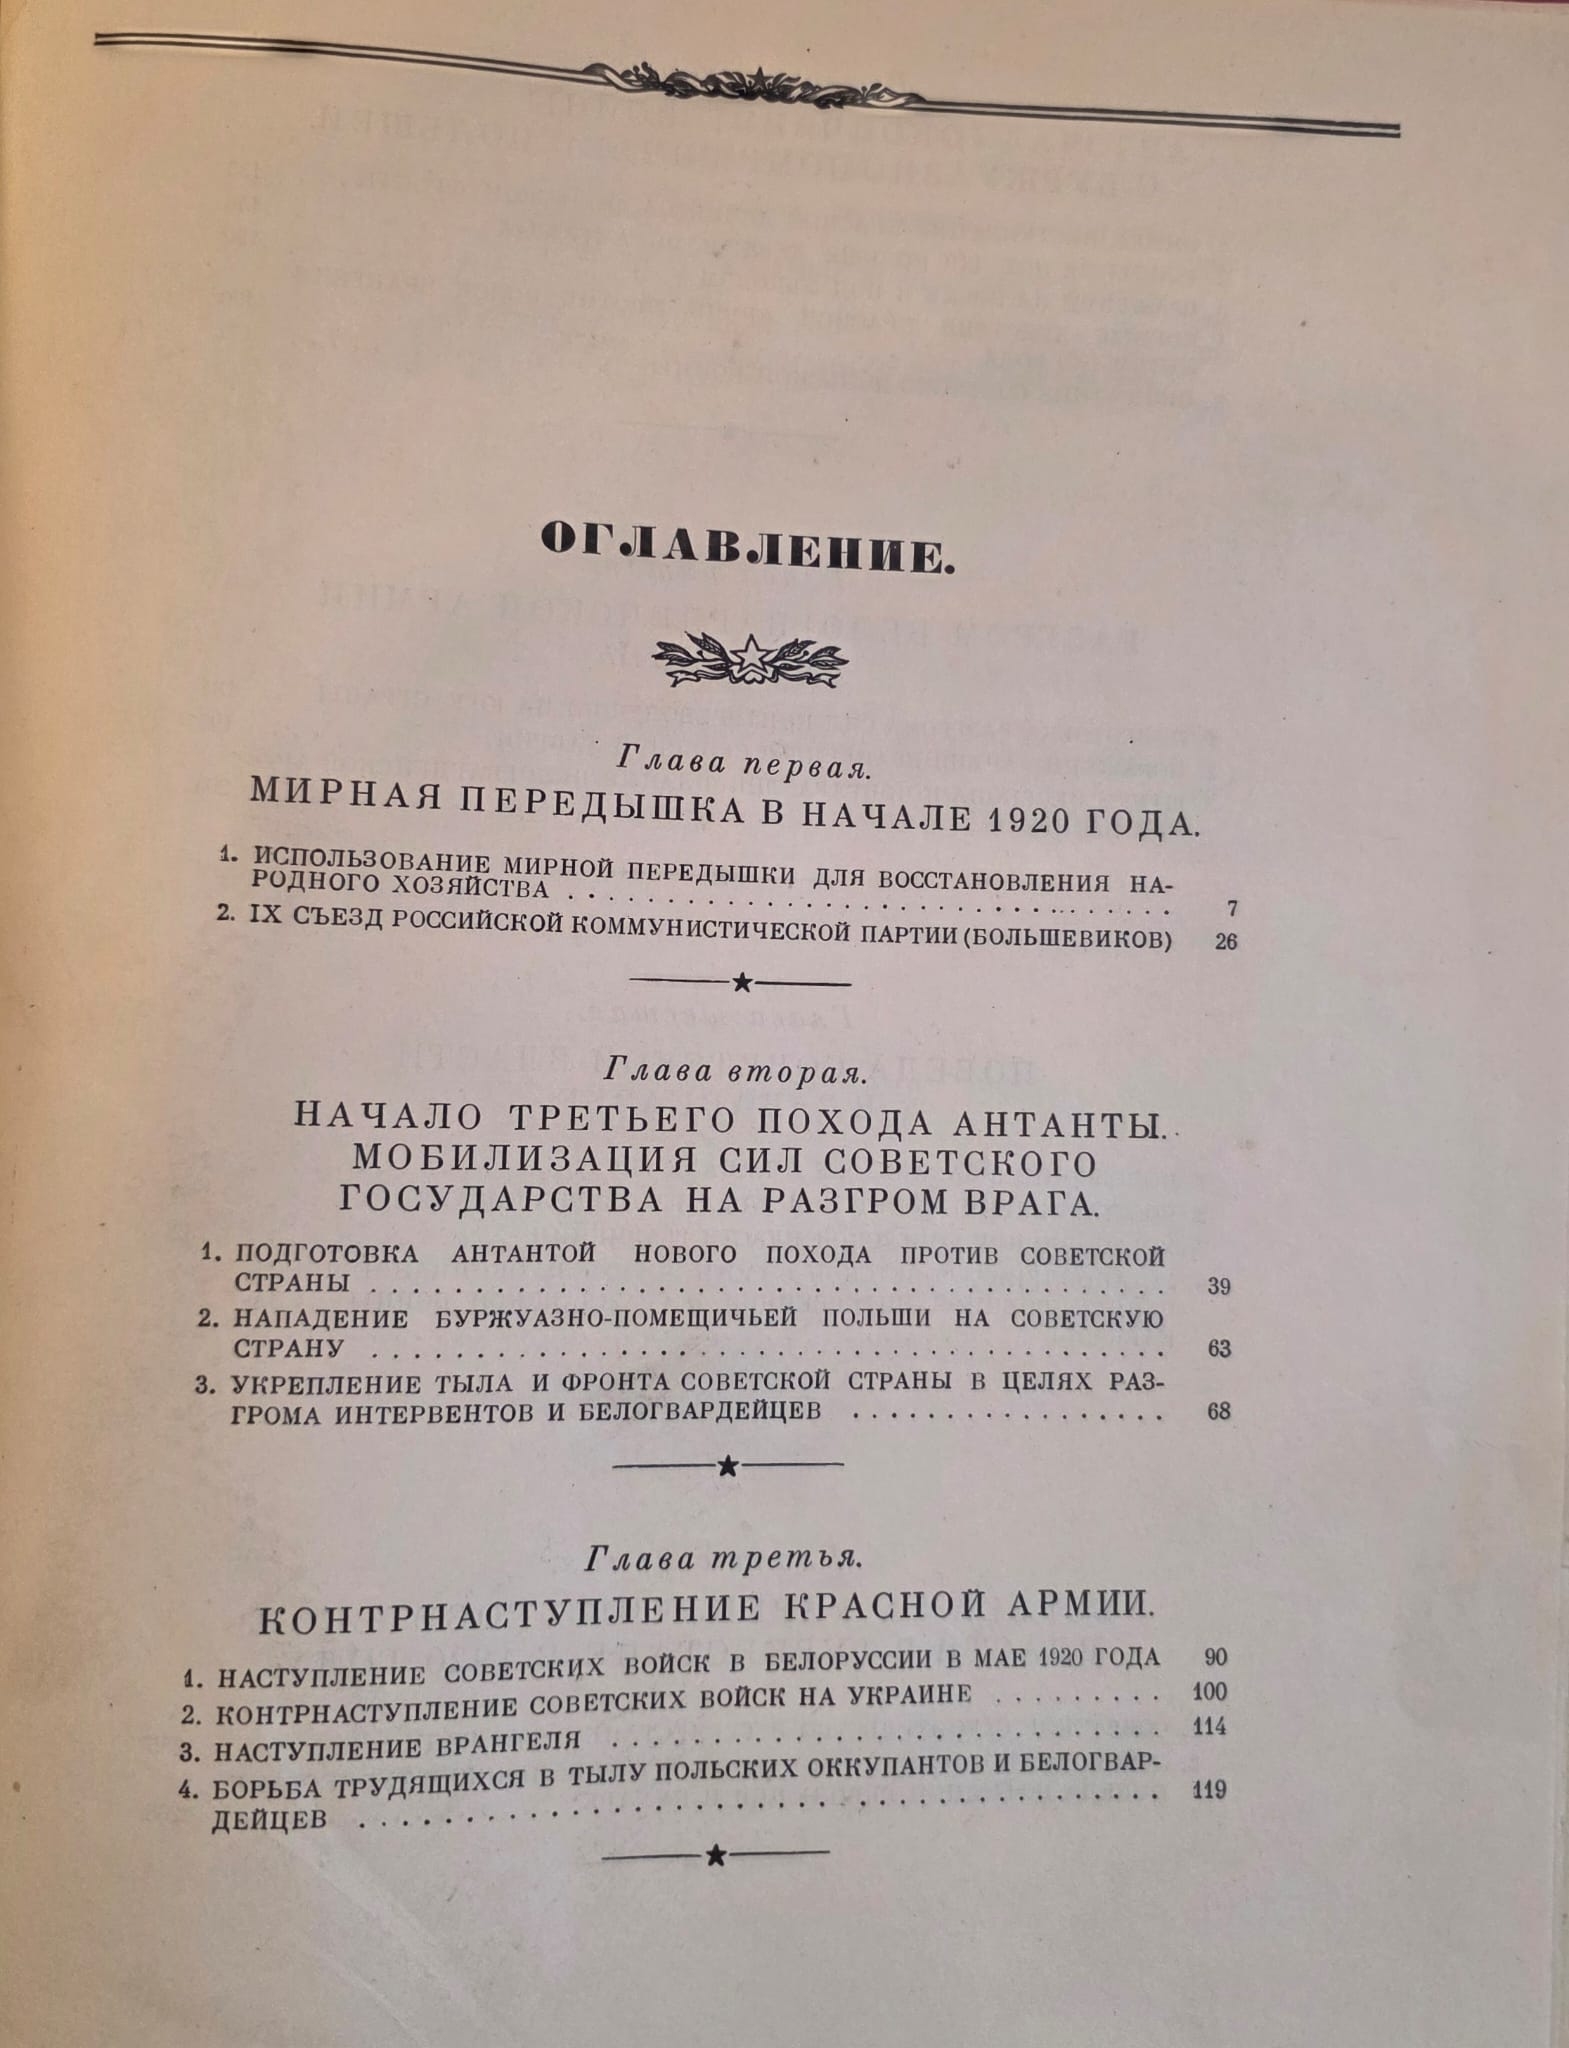 ОГЛАВЛЕНИЕ.
Глава первая.
МИРНАЯ ПЕРЕДЫШКА В НАЧАЛЕ 1920 ГОДА.
1. ИСПОЛЬЗОВАНИЕ МИРНОЙ ПЕРЕДЫШКИ ДЛЯ ВОССТАНОВЛЕНИЯ НА-
РОДНОГО ХОЗЯЙСТВА . . . . . . . . . . . . . . . . . . . . . . 7
2. IX СЪЕЗД РОССИЙСКОЙ КОММУНИСТИЧЕСКОЙ ПАРТИИ (БОЛЬШЕВИКОВ) 26
Глава вторая.
НАЧАЛО ТРЕТЬЕГО ПОХОДА АНТАНТЫ.
МОБИЛИЗАЦИЯ СИЛ СОВЕТСКОГО
ГОСУДАРСТВА НА РАЗГРОМ ВРАГА.
1. ПОДГОТОВКА АНТАНТОЙ НОВОГО ПОХОДА ПРОТИВ СОВЕТСКОЙ
СТРАНЫ . . . . . . . . . . . . . . . . . . . . . . . . . . . . . 39
2. НАПАДЕНИЕ БУРЖУАЗНО-ПОМЕЩИЧЬЕЙ ПОЛЬШИ НА СОВЕТСКУЮ
СТРАНУ . . . . . . . . . . . . . . . . . . . . . . . . . . . . . 63
3. УКРЕПЛЕНИЕ ТЫЛА И ФРОНТА СОВЕТСКОЙ СТРАНЫ В ЦЕЛЯХ РАЗ-
ГРОМА ИНТЕРВЕНТОВ И БЕЛОГВАРДЕЙЦЕВ . . . . . . . . . . . . 68
Глава третья.
КОНТРНАСТУПЛЕНИЕ КРАСНОЙ АРМИИ.
1. НАСТУПЛЕНИЕ СОВЕТСКИХ ВОЙСК В БЕЛОРУССИИ В МАЕ 1920 ГОДА 90
2. КОНТРНАСТУПЛЕНИЕ СОВЕТСКИХ ВОЙСК НА УКРАИНЕ . . . . . . . . . 100
3. НАСТУПЛЕНИЕ ВРАНГЕЛЯ . . . . . . . . . . . . . . . . . . . . 114
4. БОРЬБА ТРУДЯЩИХСЯ В ТЫЛУ ПОЛЬСКИХ ОККУПАНТОВ И БЕЛОГВАР-
ДЕЙЦЕВ . . . . . . . . . . . . . . . . . . . . . . . . . . . . . 119